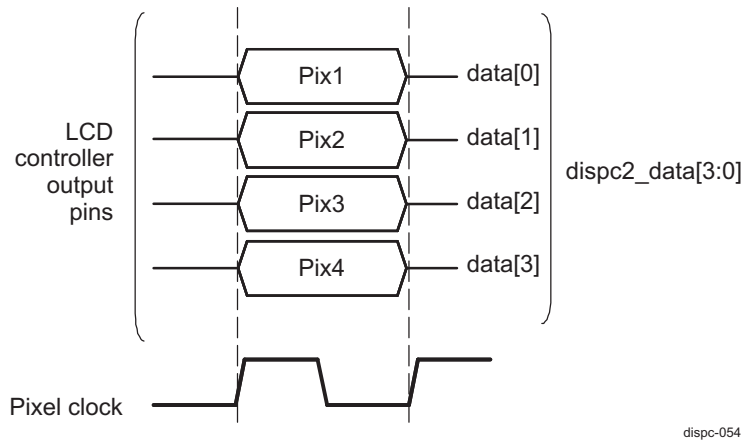 Pix1
data[0]
Pix2
data[1]
Pix3
data[2]
Pix4
data[3]
LCD
controller
output
pins
dispc2_data[3:0]
Pixel clock
dispc-054